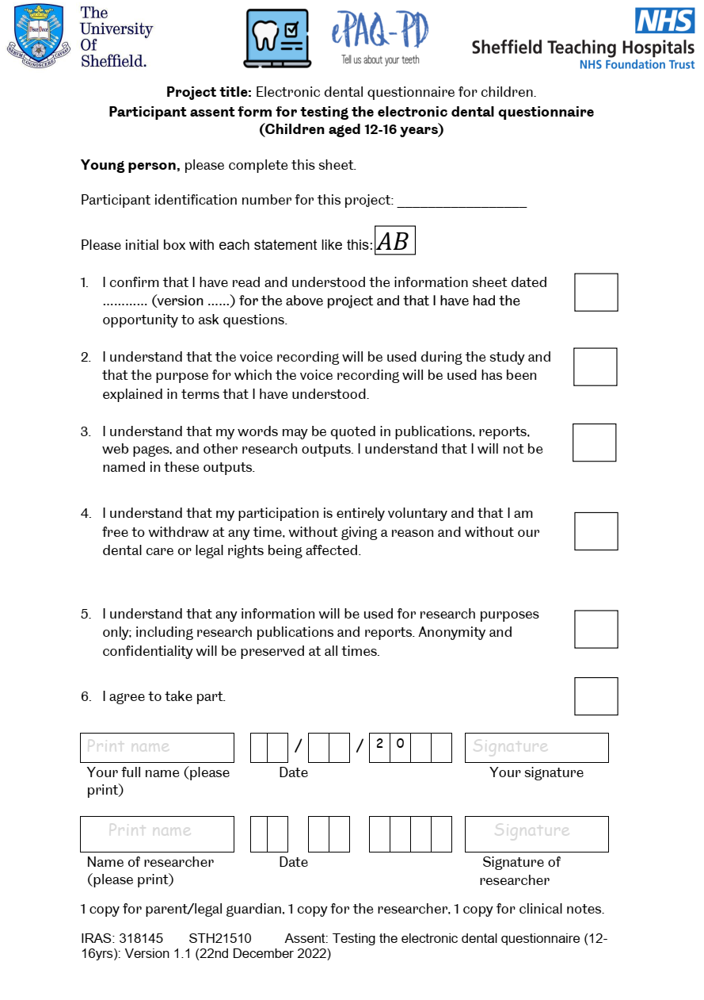 The
University
Of
Sheffield.
Disce Doce
RERVM
COGNOSCERE
CAVSAS
ePAQ-PD
Tell us about your teeth
NHS
Sheffield Teaching Hospitals
NHS Foundation Trust
Project title: Electronic dental questionnaire for children.
Participant assent form for testing the electronic dental questionnaire
(Children aged 12-16 years)
Young person, please complete this sheet.
Participant identification number for this project: _________________
Please initial box with each statement like this: AB
1. I confirm that I have read and understood the information sheet dated
............ (version ......) for the above project and that I have had the
opportunity to ask questions.
2. I understand that the voice recording will be used during the study and
that the purpose for which the voice recording will be used has been
explained in terms that I have understood.
3. I understand that my words may be quoted in publications, reports,
web pages, and other research outputs. I understand that I will not be
named in these outputs.
4. I understand that my participation is entirely voluntary and that I am
free to withdraw at any time, without giving a reason and without our
dental care or legal rights being affected.
5. I understand that any information will be used for research purposes
only; including research publications and reports. Anonymity and
confidentiality will be preserved at all times.
6. I agree to take part.
Print name / / 2 0 Signature
Your full name (please Date Your signature
print)
Print name Signature
Name of researcher Date Signature of
(please print) researcher
1 copy for parent/legal guardian, 1 copy for the researcher, 1 copy for clinical notes.
IRAS: 318145 STH21510 Assent: Testing the electronic dental questionnaire (12-
16yrs): Version 1.1 (22nd December 2022)